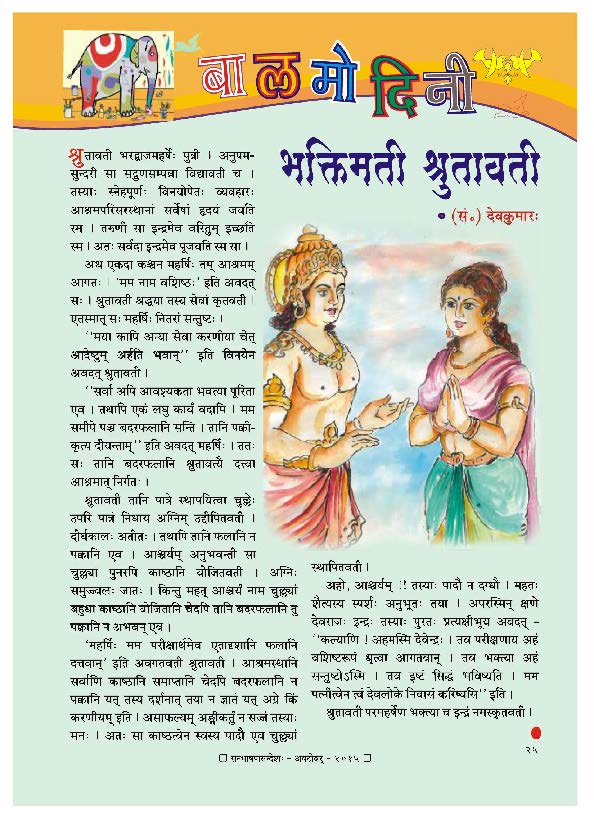 बालमोदिनी
भक्तिमती श्रुतावती
• (सं॰) देवकुमारः
श्रुतावती भरद्वाजमहर्षेः पुत्री । अनुपम-
सुन्दरी सा सद्गुणसम्पन्ना विद्यावती च ।
तस्याः स्नेहपूर्णः विनयोपेतः व्यवहारः
आश्रमपरिसरस्थानां सर्वेषां हृदयं जयति
स्म । तरुणी सा इन्द्रमेव वरितुम् इच्छति
स्म । अतः सर्वदा इन्द्रमेव पूजयति स्म सा ।
अथ एकदा कश्चन महर्षिः तम् आश्रमम्
आगतः । 'मम नाम वशिष्ठः' इति अवदत्
सः । श्रुतावती श्रद्धया तस्य सेवां कृतवती ।
एतस्मात् सः महर्षिः नितरां सन्तुष्टः ।
''मया कापि अन्या सेवा करणीया चेत्
आदेष्टुम् अर्हति भवान्'' इति विनयेन
अवदत् श्रुतावती ।
''सर्वा अपि आवश्यकता भवत्या पूरिता
एव । तथापि एकं लघु कार्यं वदामि । मम
समीपे पञ्च बदरफलानि सन्ति । तानि पक्वी-
कृत्य दीयन्ताम्'' इति अवदत् महर्षिः । ततः
सः तानि बदरफलानि श्रुतावत्यै दत्त्वा
आश्रमात् निर्गतः ।
श्रुतावती तानि पात्रे स्थापयित्वा चुल्लेः
उपरि पात्रं निधाय अग्निम् उद्दीपितवती ।
दीर्घकालः अतीतः । तथापि तानि फलानि न
पक्वानि एव । आश्चर्यम् अनुभवन्ती सा
चुल्ल्या पुनरपि काष्ठानि योजितवती । अग्निः
समुज्ज्वलः जातः । किन्तु महत् आश्चर्यं नाम चुल्ल्यां
बहुधा काष्ठानि योजितानि चेदपि तानि बदरफलानि तु
पक्वानि न अभवन् एव ।
'महर्षिः मम परीक्षार्थमेव एतादृशानि फलानि
दत्तवान्' इति अवगतवती श्रुतावती । आश्रमस्थानि
सर्वाणि काष्ठानि समाप्तानि चेदपि बदरफलानि न
पक्वानि यत् तस्य दर्शनात् तया न ज्ञातं यत् अग्रे किं
करणीयम् इति । असाफल्यम् अङ्गीकर्तुं न सज्जं तस्याः
मनः । अतः सा काष्ठत्वेन स्वस्य पादौ एव चुल्ल्यां
स्थापितवती ।
अहो, आश्चर्यम् !! तस्याः पादौ न दग्धौ । महतः
शैत्यस्य स्पर्शः अनुभूतः तया । अपरस्मिन् क्षणे
देवराजः इन्द्रः तस्याः पुरतः प्रत्यक्षीभूय अवदत् -
''कल्याणि ! अहमस्मि देवेन्द्रः । तव परीक्षणाय अहं
वशिष्टरूपं धृत्वा आगतवान् । तव भक्त्या अहं
सन्तुष्टोऽस्मि । तव इष्टं सिद्धं भविष्यति । मम
पत्नीत्वेन त्वं देवलोके निवासं करिष्यसि'' इति ।
श्रुतावती परमहर्षेण भक्त्या च इन्द्रं नमस्कृतवती ।
सम्भाषणसन्देशः - अक्टोबर् - २०१५
२५